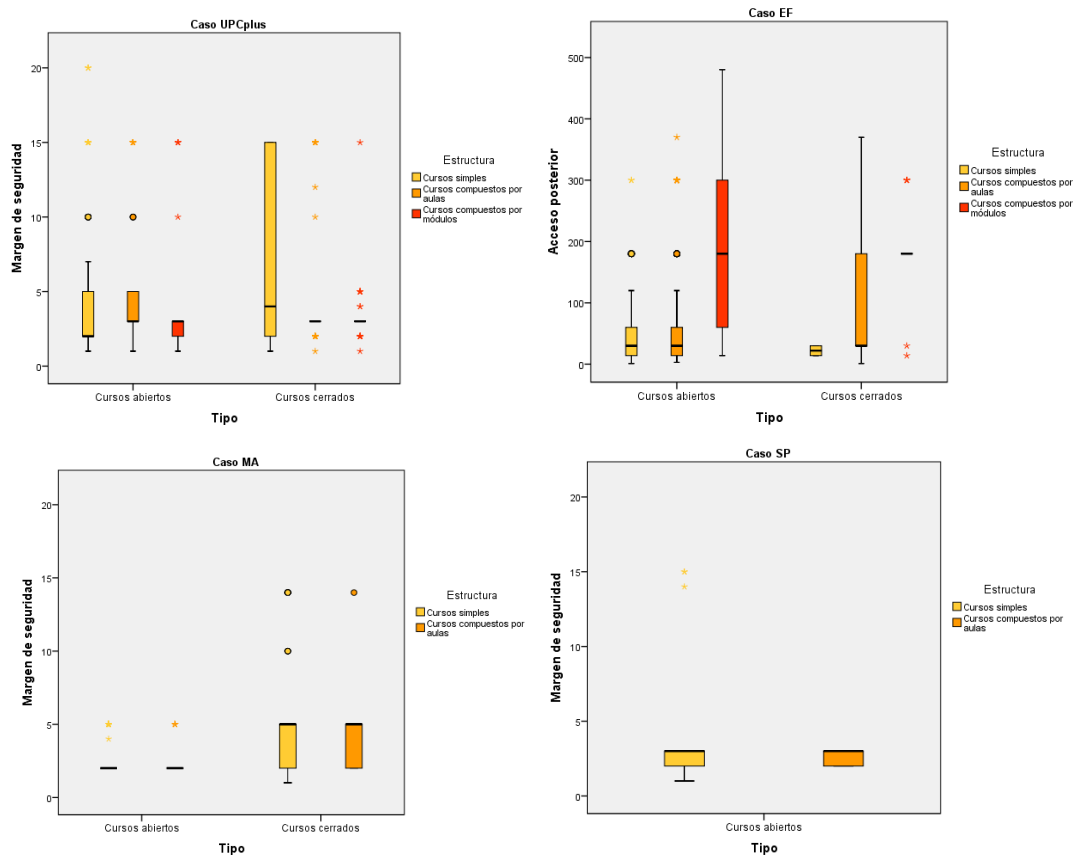 Caso UPCplus
Margen de seguridad
20
15
10
5
0
Cursos abiertos
Cursos cerrados
Tipo
Estructura
Cursos simples
Cursos compuestos por
aulas
Cursos compuestos por
módulos
Caso EF
Acceso posterior
500
400
300
200
100
0
Cursos abiertos
Cursos cerrados
Tipo
Estructura
Cursos simples
Cursos compuestos por
aulas
Cursos compuestos por
módulos
Caso MA
Margen de seguridad
20
15
10
5
0
Cursos abiertos
Cursos cerrados
Tipo
Estructura
Cursos simples
Cursos compuestos por
aulas
Caso SP
Margen de seguridad
20
15
10
5
0
Cursos abiertos
Tipo
Estructura
Cursos simples
Cursos compuestos por
aulas